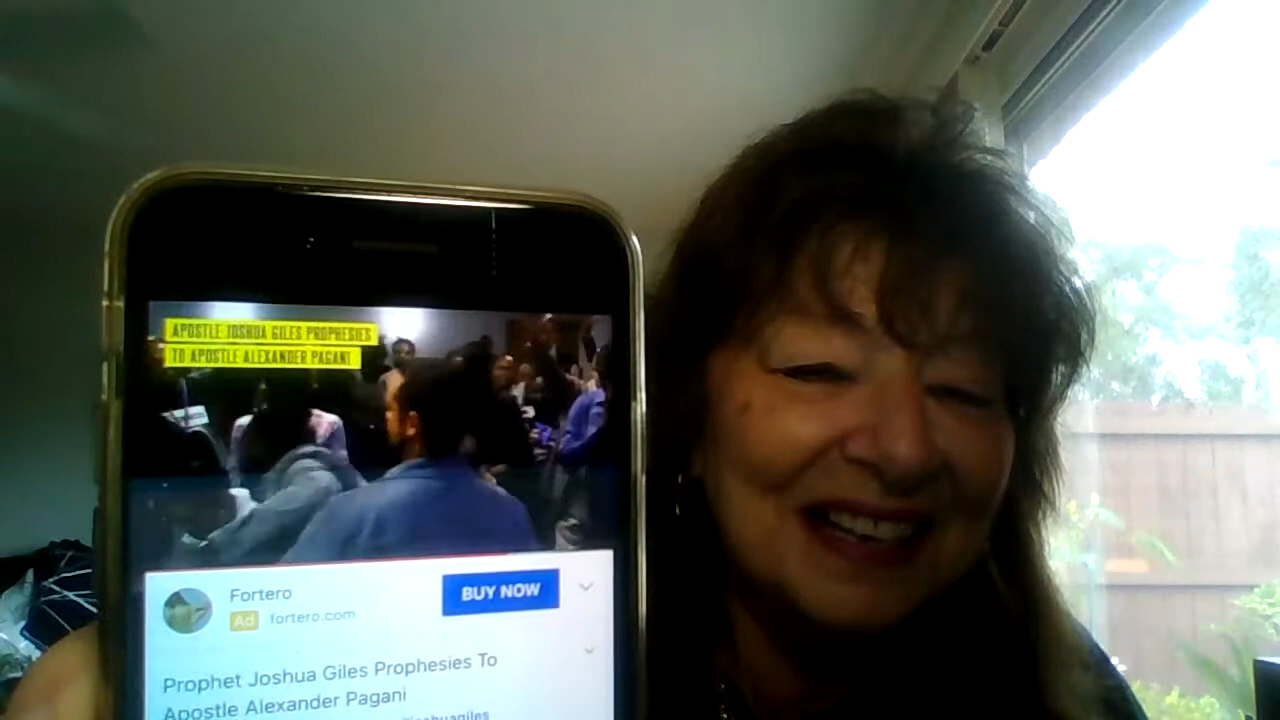 APOSTLE JOSHUA GILES PROPHESIES
TO APOSTLE ALEXANDER PAGANI
Fortero
BUY NOW
Ad fortero.com
Prophet Joshua Giles Prophesies To
Apostle Alexander Pagani